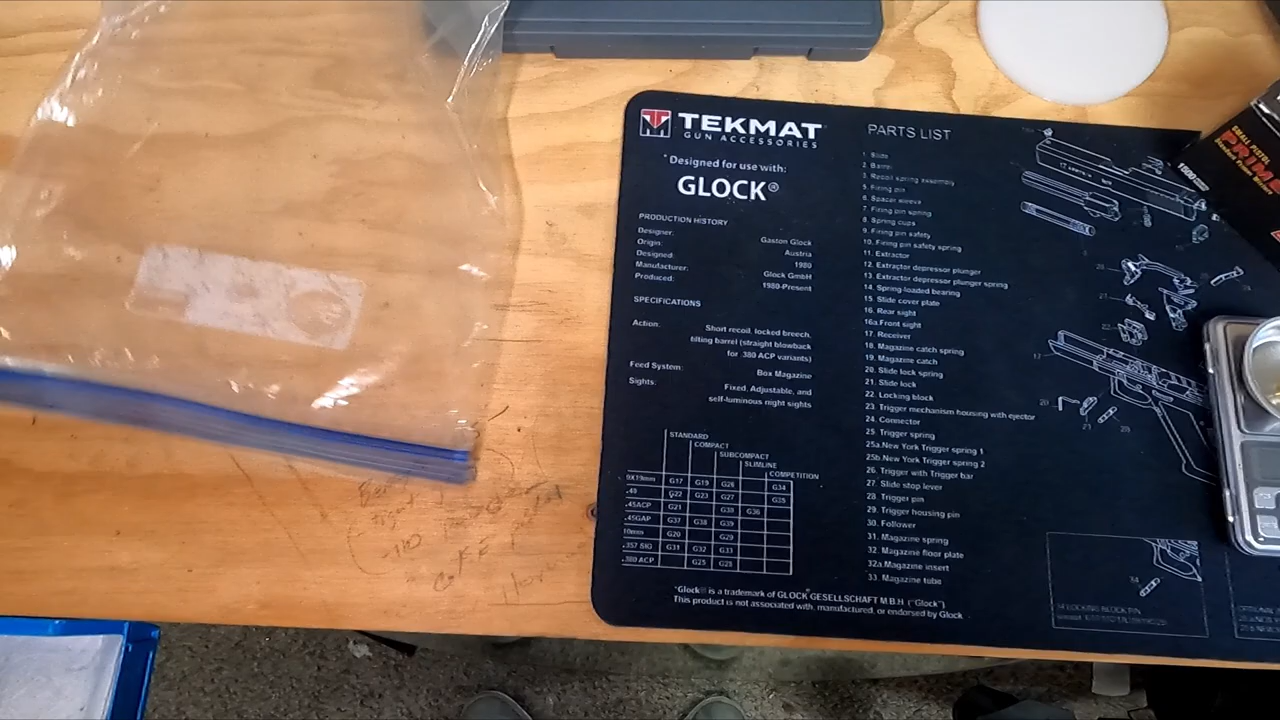 TEKMAT
GUN ACCESSORIES
* Designed for use with:
GLOCK®
PRODUCTION HISTORY
Designer: Gaston Glock
Origin: Austria
Designed: 1980
Manufacturer: Glock GmbH
Produced: 1980-Present
SPECIFICATIONS
Action: Short recoil, locked breech,
tilting barrel (straight blowback
for .380 ACP variants)
Feed System: Box Magazine
Sights: Fixed, Adjustable, and
self-luminous night sights
STANDARD
COMPACT
SUBCOMPACT
SLIMLINE
COMPETITION
9X19mm G17 G19 G26 G34
.40 G22 G23 G27 G35
.45ACP G21 G30 G36
.45GAP G37 G38 G39
10mm G20 G29
.357 SIG G31 G32 G33
.380 ACP G25 G28
*Glock® is a trademark of GLOCK GESELLSCHAFT M.B.H. ("Glock")
This product is not associated with, manufactured, or endorsed by Glock
PARTS LIST
1. Slide
2. Barrel
3. Recoil spring assembly
5. Firing pin
6. Spacer sleeve
7. Firing pin spring
8. Spring cups
9. Firing pin safety
10. Firing pin safety spring
11. Extractor
12. Extractor depressor plunger
13. Extractor depressor plunger spring
14. Spring-loaded bearing
15. Slide cover plate
16. Rear sight
16a.Front sight
17. Receiver
18. Magazine catch spring
19. Magazine catch
20. Slide lock spring
21. Slide lock
22. Locking block
23. Trigger mechanism housing with ejector
24. Connector
25. Trigger spring
25a.New York Trigger spring 1
25b.New York Trigger spring 2
26. Trigger with Trigger bar
27. Slide stop lever
28. Trigger pin
29. Trigger housing pin
30. Follower
31. Magazine spring
32. Magazine floor plate
32a.Magazine insert
33. Magazine tube
34
34 LOCKING BLOCK PIN
SMALL PISTOL